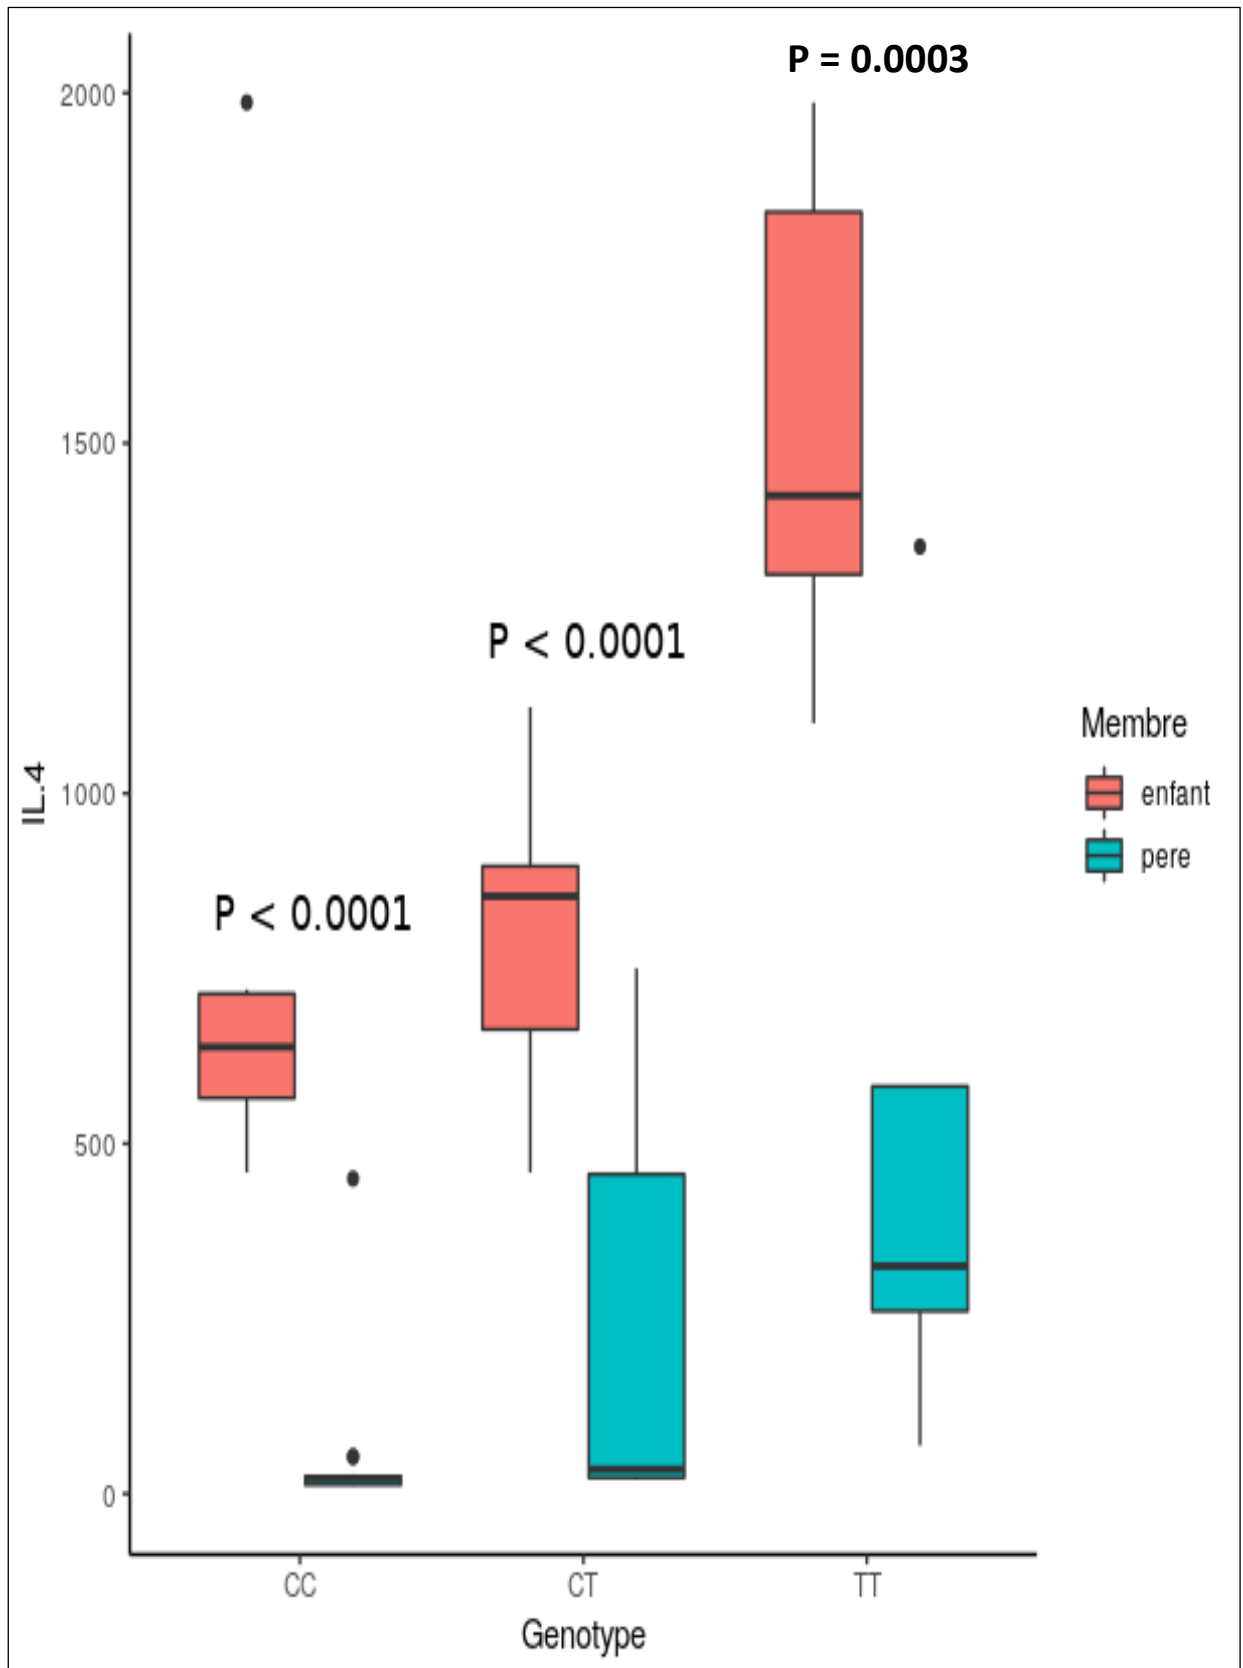 P = 0.0003
2000
1500
P < 0.0001
Membre
enfant
pere
IL.4
1000
P < 0.0001
500
0
CC
CT
TT
Genotype